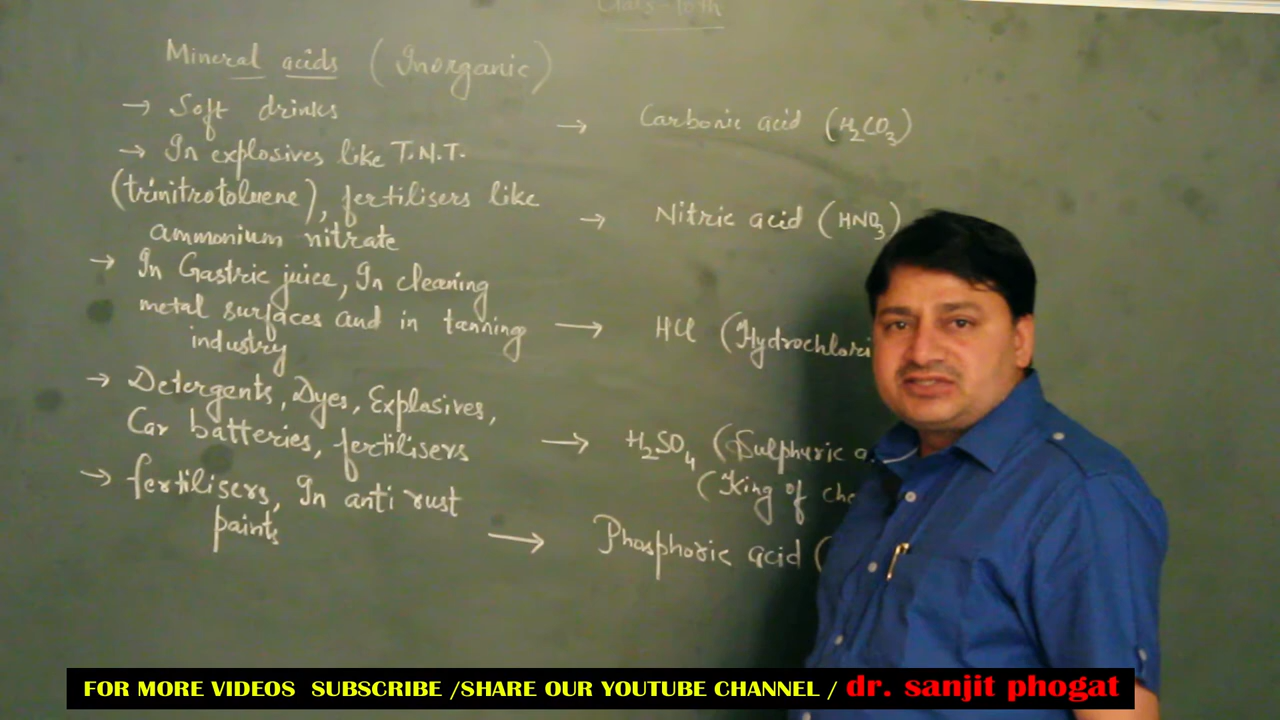 Class-10th
Mineral acids (Inorganic)
→ Soft drinks → Carbonic acid (H₂CO₃)
→ In explosives like T.N.T.
(trinitrotoluene), fertilisers like → Nitric acid (HNO₃)
ammonium nitrate
→ In Gastric juice, In cleaning
metal surfaces and in tanning → HCl (Hydrochlori
industry
→ Detergents, Dyes, Explosives,
Car batteries, fertilisers → H₂SO₄ (Sulphuric a
(King of che
→ fertilisers, In anti rust
paints → Phosphoric acid (
FOR MORE VIDEOS SUBSCRIBE /SHARE OUR YOUTUBE CHANNEL / dr. sanjit phogat